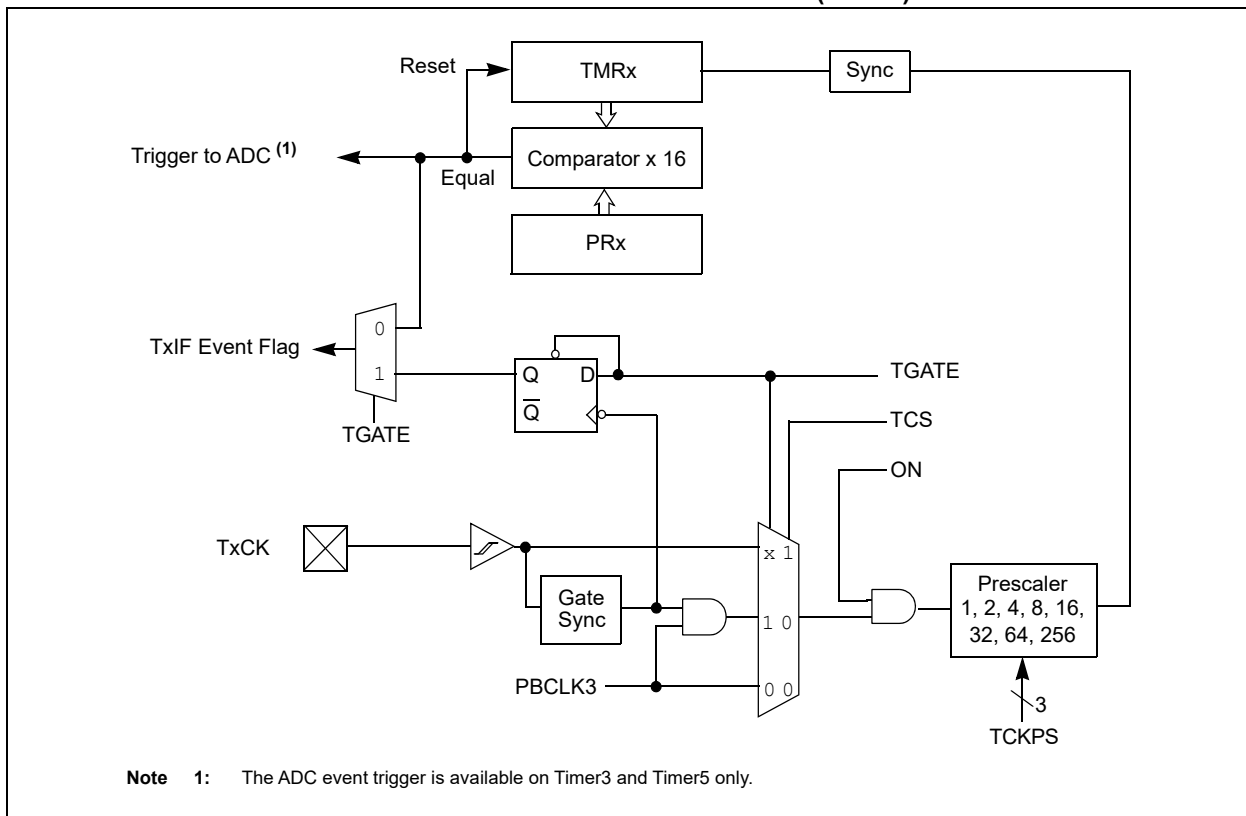 Reset
TMRx
Sync
Trigger to ADC (1)
Equal
Comparator x 16
PRx
TxIF Event Flag
0
1
TGATE
Q
D
Q
TGATE
TCS
ON
TxCK
x 1
Gate
Sync
1 0
PBCLK3
0 0
Prescaler
1, 2, 4, 8, 16,
32, 64, 256
3
TCKPS
Note 1: The ADC event trigger is available on Timer3 and Timer5 only.